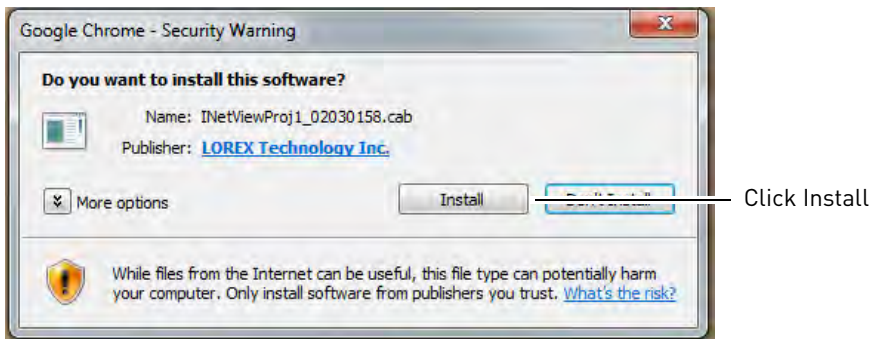 Google Chrome - Security Warning
Do you want to install this software?
Name: INetViewProj1_02030158.cab
Publisher: LOREX Technology Inc.
More options
Install
Don't Install
Click Install
While files from the Internet can be useful, this file type can potentially harm
your computer. Only install software from publishers you trust. What's the risk?